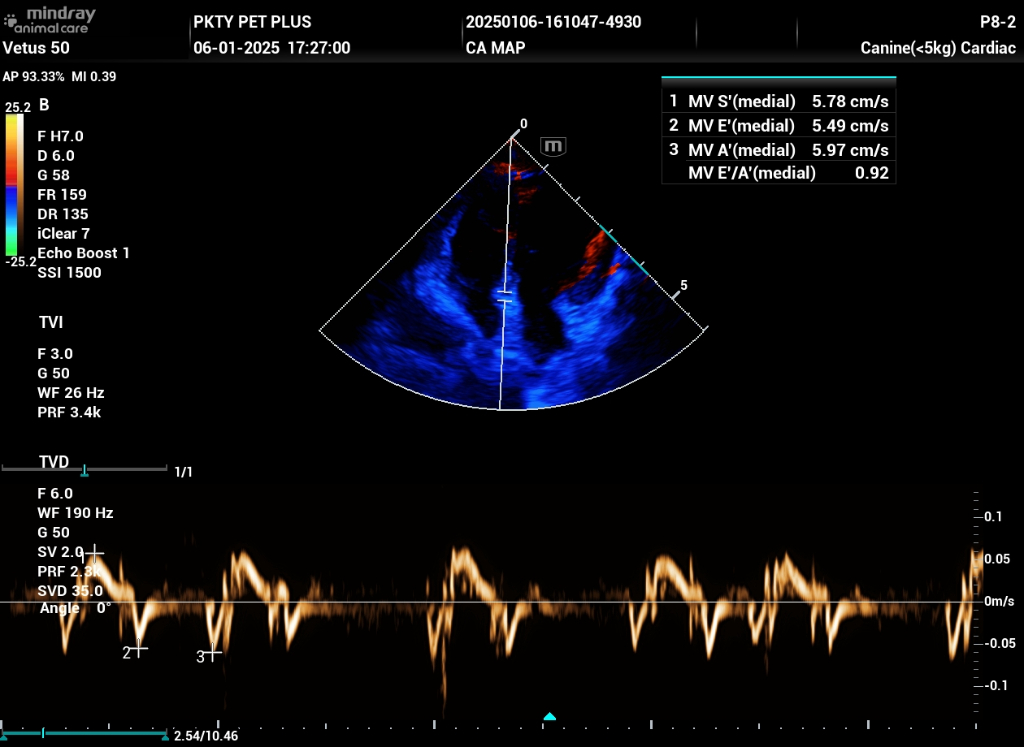 mindray
animalcare
PKTY PET PLUS
20250106-161047-4930
P8-2
Vetus 50
06-01-2025 17:27:00
CA MAP
Canine(<5kg) Cardiac
AP 93.33% MI 0.39
25.2
B
-25.2
F H7.0
D 6.0
G 58
FR 159
DR 135
iClear 7
Echo Boost 1
SSI 1500
0
m
5
1 MV S'(medial) 5.78 cm/s
2 MV E'(medial) 5.49 cm/s
3 MV A'(medial) 5.97 cm/s
MV E'/A'(medial) 0.92
TVI
F 3.0
G 50
WF 26 Hz
PRF 3.4k
TVD
1/1
F 6.0
WF 190 Hz
G 50
SV 2.0
PRF 2.3k
SVD 35.0
Angle 0°
2
3
0.1
0.05
0m/s
-0.05
-0.1
2.54/10.46